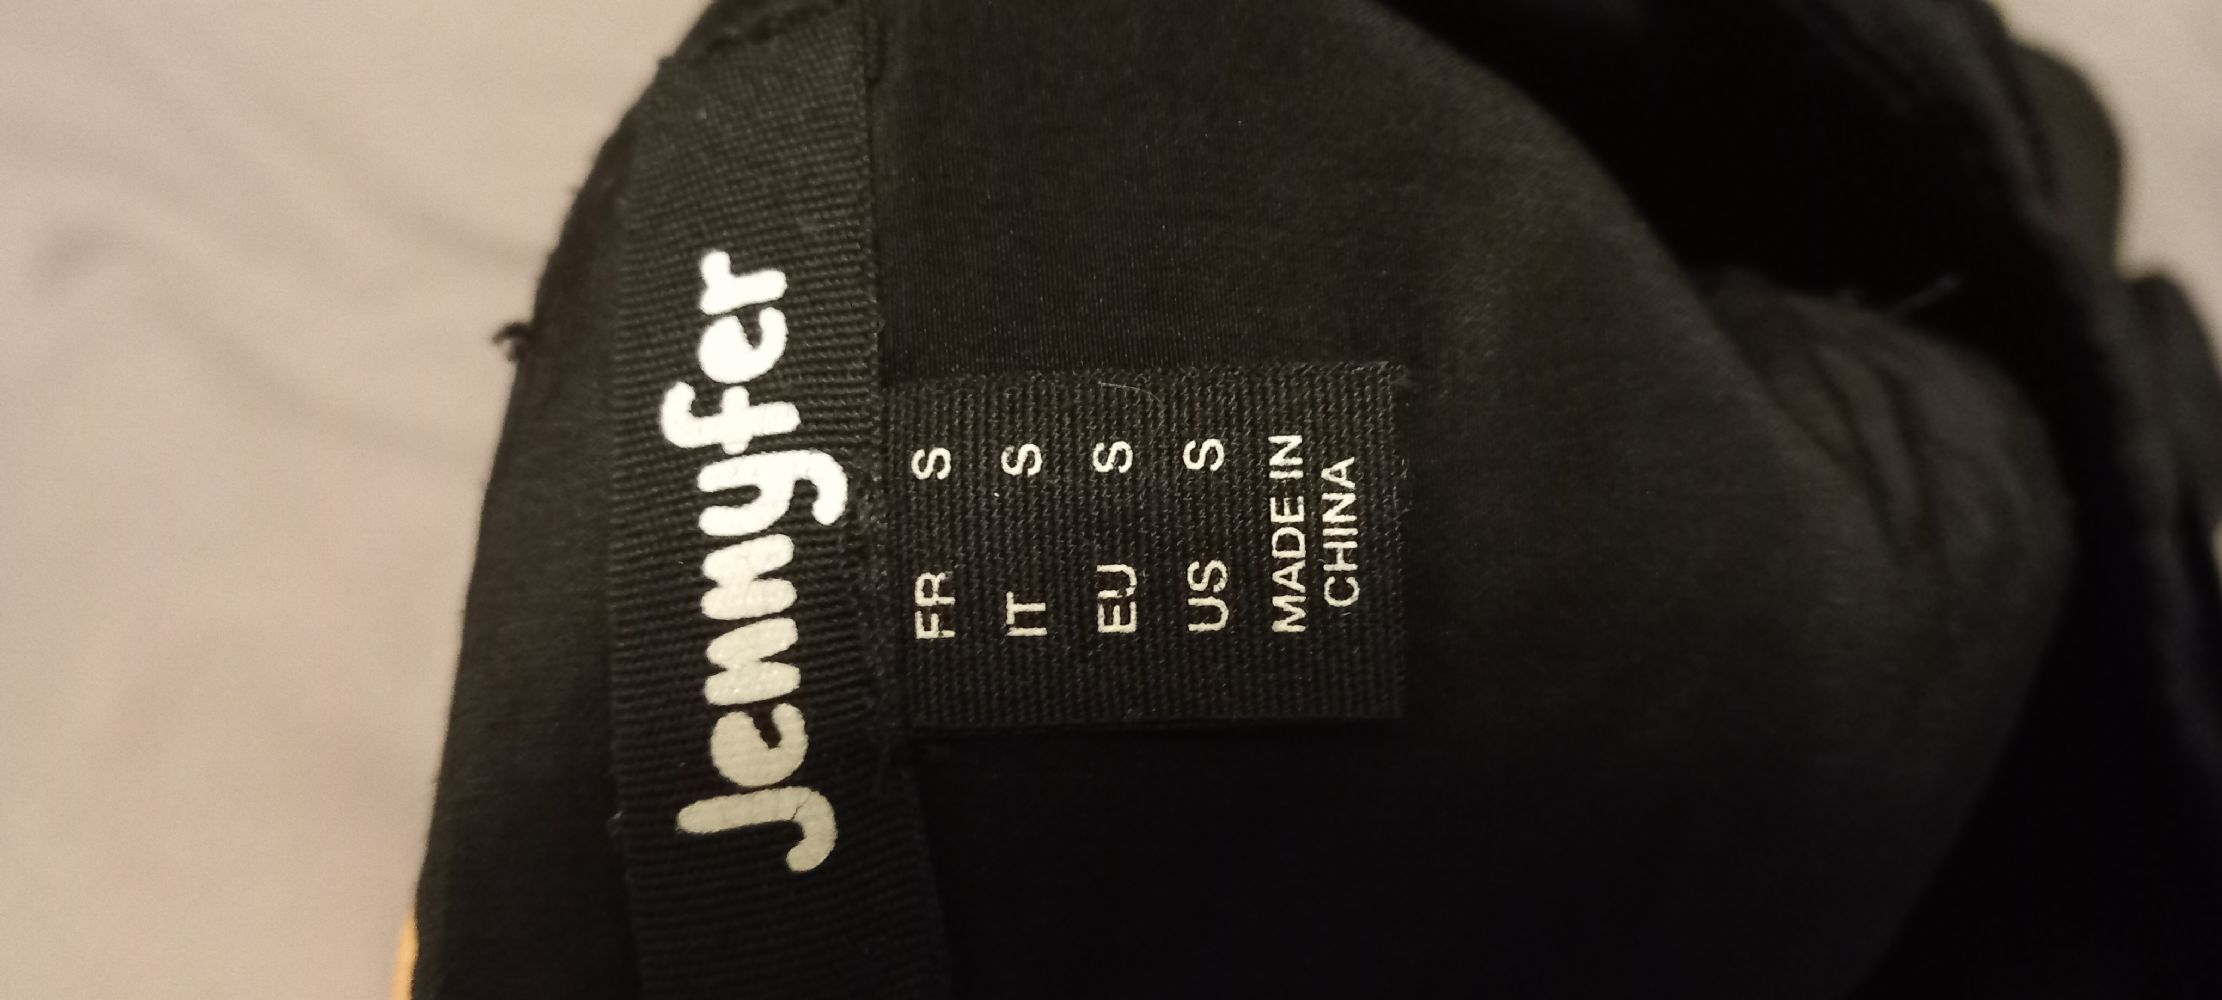 Jennyfer
FR S
IT S
EU S
US S
MADE IN
CHINA